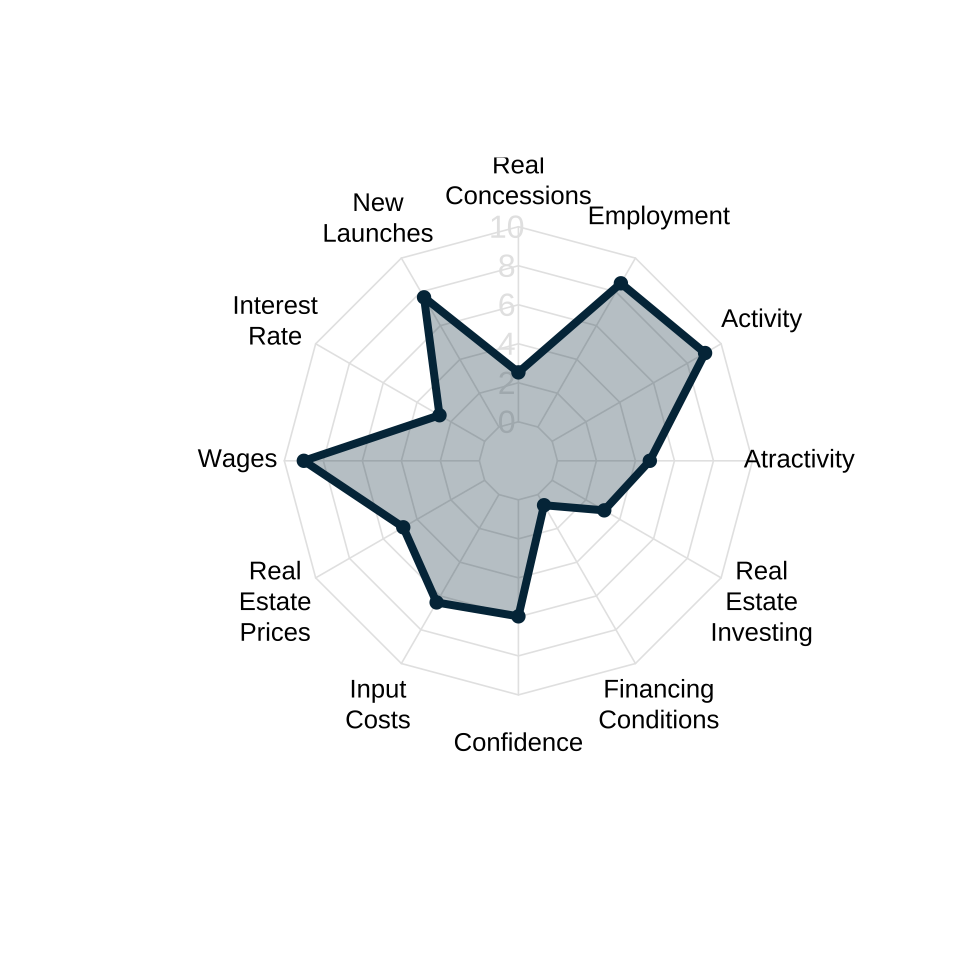 Real
Concessions
Employment
New
Launches
10
8
6
4
2
0
Interest
Rate
Activity
Wages
Atractivity
Real
Estate
Prices
Real
Estate
Investing
Input
Costs
Financing
Conditions
Confidence